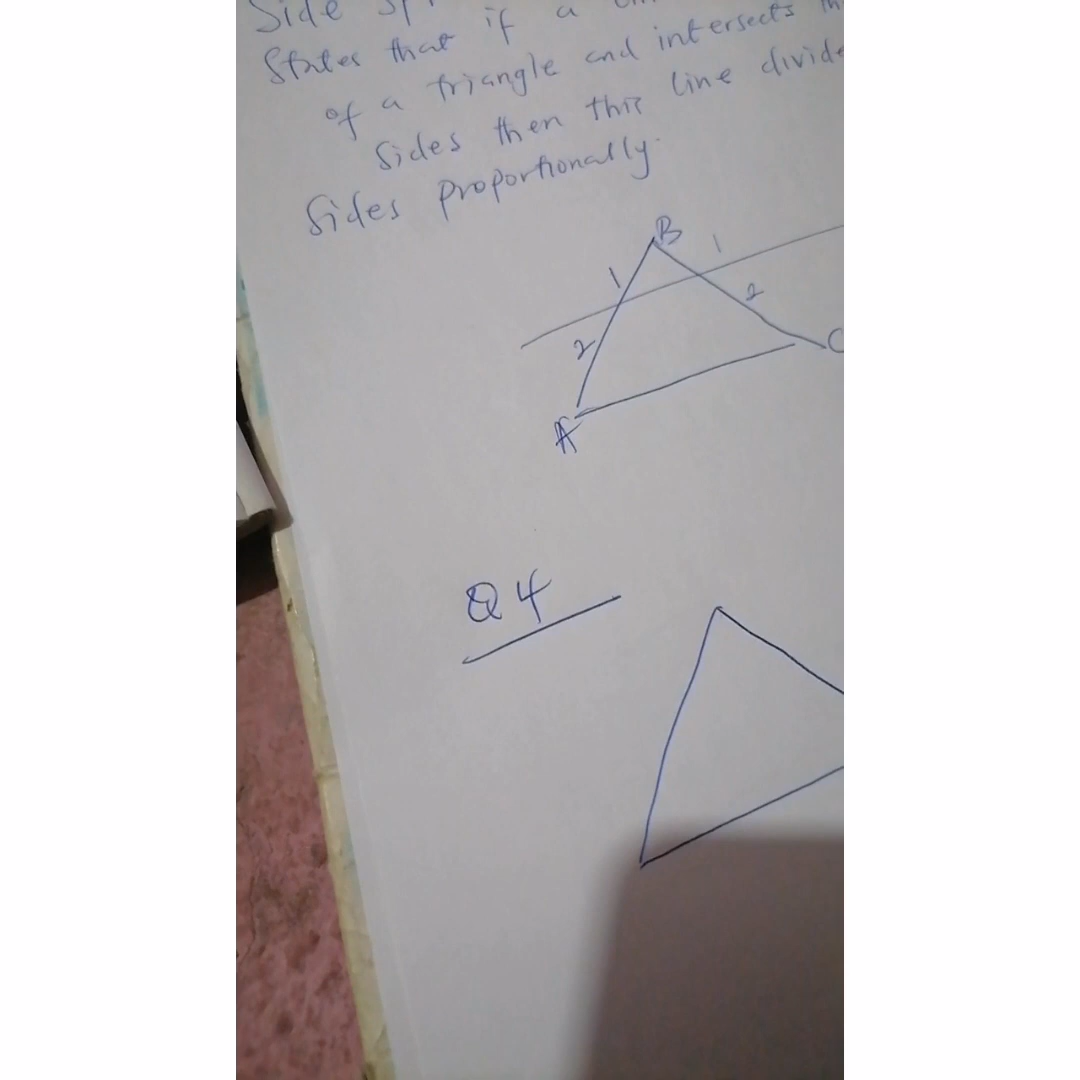 Side
States that if a
of a triangle and intersects
Sides then this line divide
Sides proportionally.
B
1
1
2
2
C
A
Q4